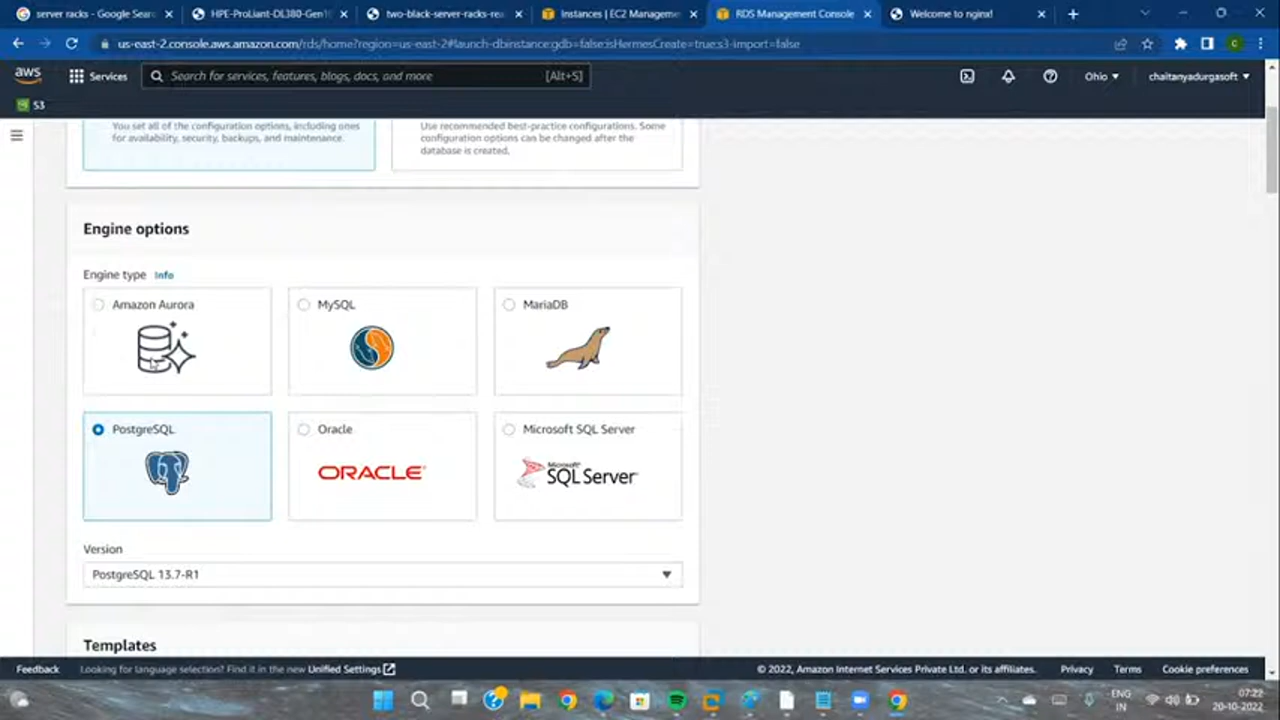 server racks - Google Sear
HPE-ProLiant-DL380-Gen1
two-black-server-racks-rea
Instances | EC2 Manageme
RDS Management Console
Welcome to nginx!
us-east-2.console.aws.amazon.com/rds/home?region=us-east-2#launch-dbinstance:gdb=false;isHermesCreate=true;s3-import=false
C
aws
Services
Search for services, features, blogs, docs, and more
[Alt+S]
Ohio
chaitanyadurgasoft
S3
You set all of the configuration options, including ones
for availability, security, backups, and maintenance.
Use recommended best-practice configurations. Some
configuration options can be changed after the
database is created.
Engine options
Engine type Info
Amazon Aurora
MySQL
MariaDB
PostgreSQL
Oracle
ORACLE
Microsoft SQL Server
Microsoft
SQL Server
Version
PostgreSQL 13.7-R1
Templates
Feedback
Looking for language selection? Find it in the new Unified Settings
© 2022, Amazon Internet Services Private Ltd. or its affiliates.
Privacy
Terms
Cookie preferences
ENG
IN
07:22
20-10-2022